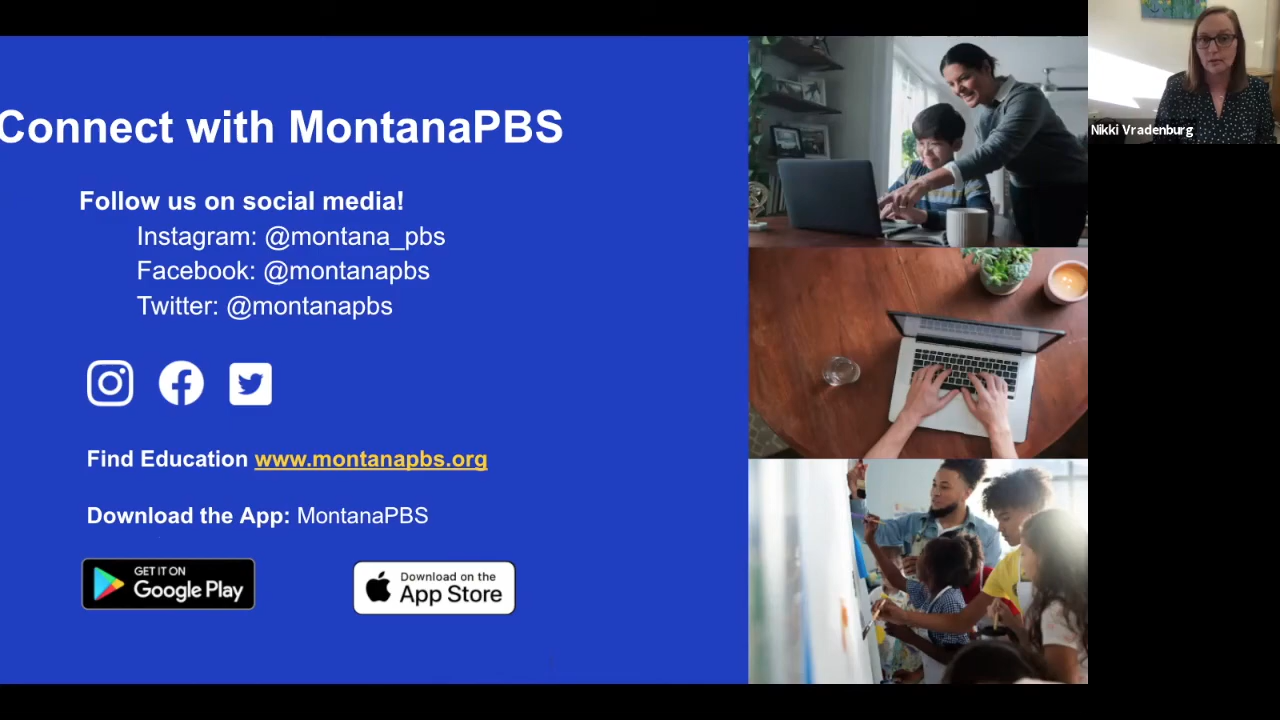 Connect with MontanaPBS
Follow us on social media!
Instagram: @montana_pbs
Facebook: @montanapbs
Twitter: @montanapbs
Find Education www.montanapbs.org
Download the App: MontanaPBS
GET IT ON
Google Play
Download on the
App Store
Nikki Vradenburg